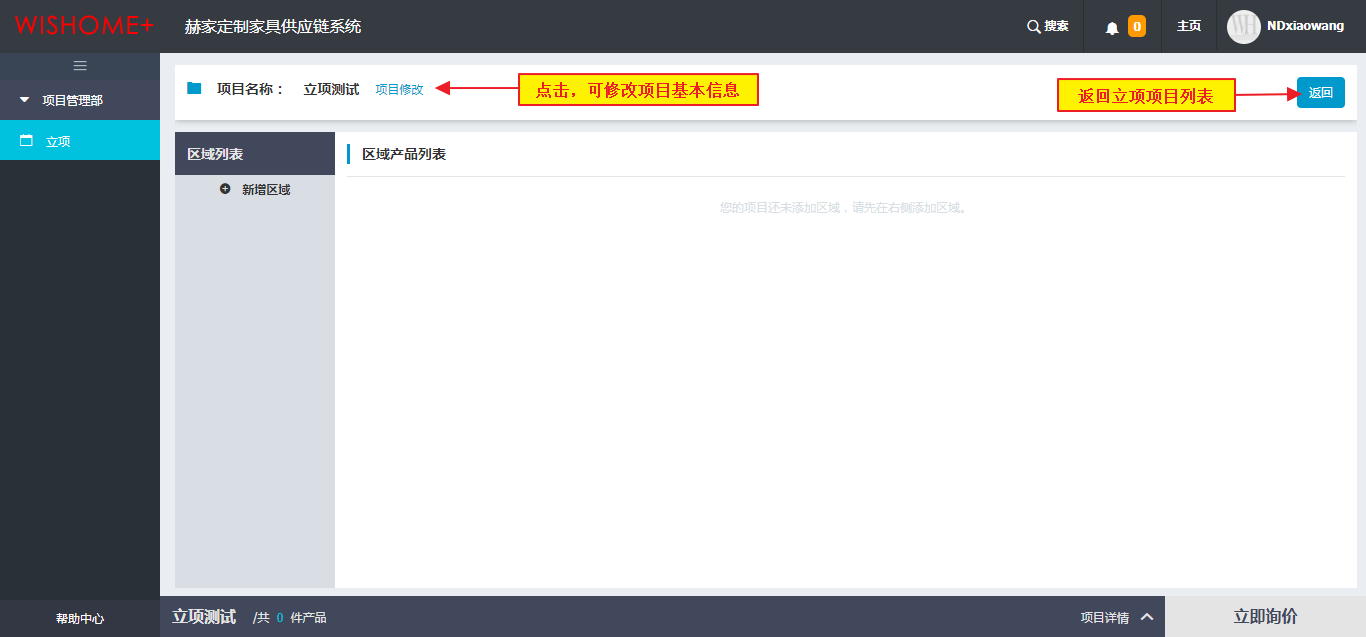 WISHOME+
赫家定制家具供应链系统
搜索
0
主页
NDxiaowang
项目管理部
立项
帮助中心
项目名称：
立项测试
项目修改
点击，可修改项目基本信息
返回立项项目列表
返回
区域列表
新增区域
区域产品列表
您的项目还未添加区域，请先在右侧添加区域。
立项测试 /共 0 件产品
项目详情
立即询价